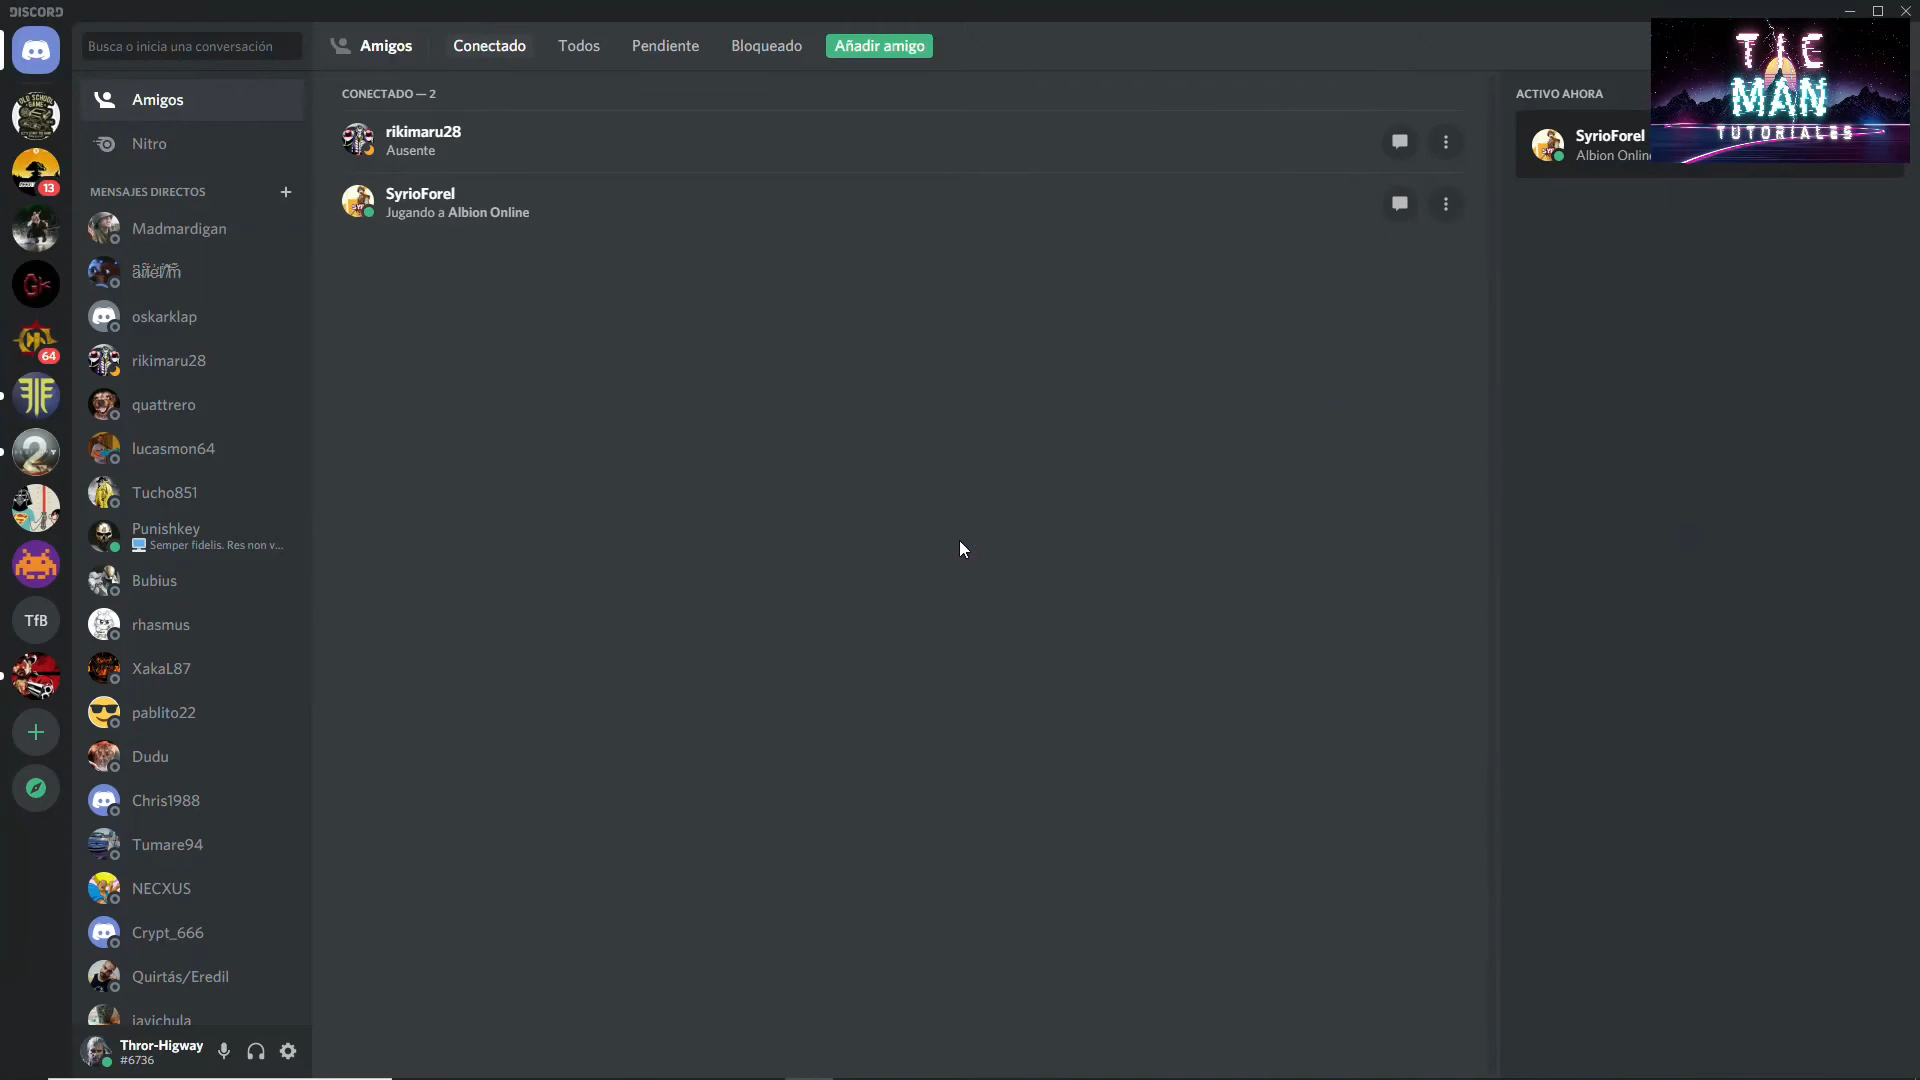 DISCORD
Busca o inicia una conversación
Amigos
Nitro
MENSAJES DIRECTOS
Madmardigan
oskarklap
rikimaru28
quattrero
lucasmon64
Tucho851
Punishkey
Semper fidelis. Res non v...
Bubius
rhasmus
XakaL87
pablito22
Dudu
Chris1988
Tumare94
NECXUS
Crypt_666
Quirtás/Eredil
javichula
Thror-Higway
#6736
13
64
TfB
Amigos
Conectado
Todos
Pendiente
Bloqueado
Añadir amigo
CONECTADO — 2
rikimaru28
Ausente
SyrioForel
Jugando a Albion Online
ACTIVO AHORA
SyrioForel
Albion Online
TIC
MAN
TUTORIALES